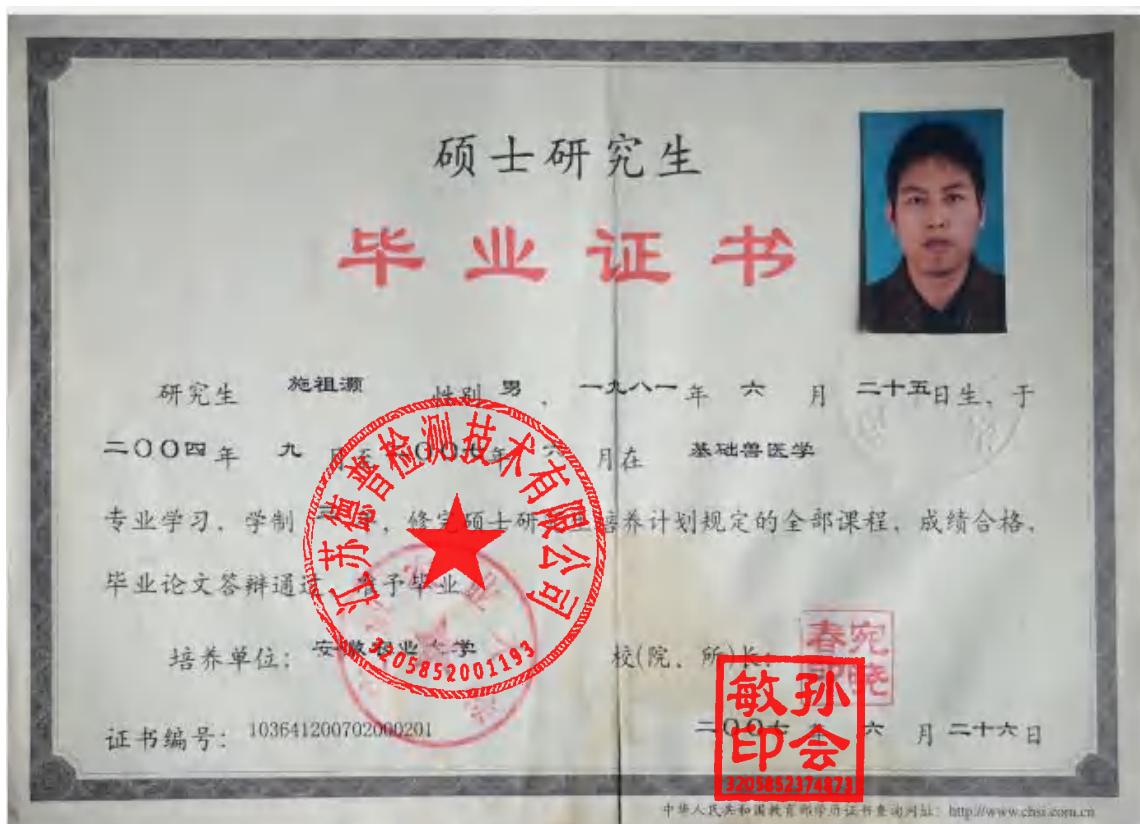 硕士研究生
毕业证书
研究生 施祖灏 性别 男 、 一九八一 年 六 月 二十五日生、于
二〇〇四 年 九 月至 二〇〇七年 六 月在 基础兽医学
专业学习,学制 年,修完硕士研究生培养计划规定的全部课程,成绩合格,
毕业论文答辩通过,准予毕业
培养单位: 安徽农业大学 校(院、所)长:
春宛晓
证书编号: 103641200702000201 二〇〇七 年 六 月 二十六日
江苏德普检测技术有限公司
3205852001193
孙会敏印
3205852374873
中华人民共和国教育部学历证书查询网址: http://www.chsi.com.cn